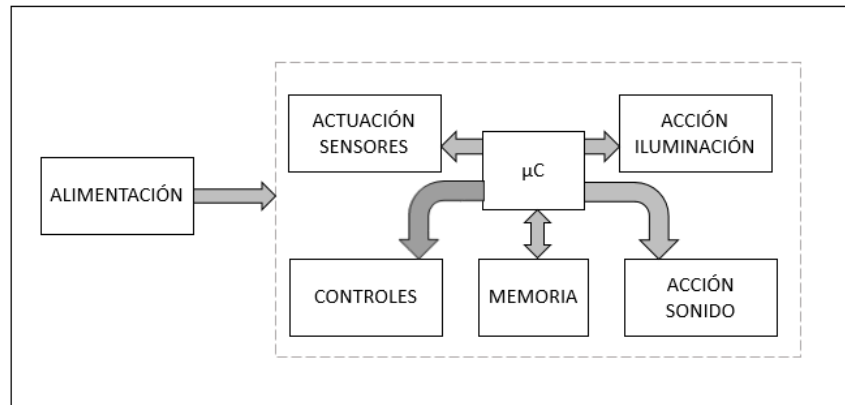 ACTUACIÓN
SENSORES
ACCIÓN
ILUMINACIÓN
µC
ALIMENTACIÓN
CONTROLES
MEMORIA
ACCIÓN
SONIDO